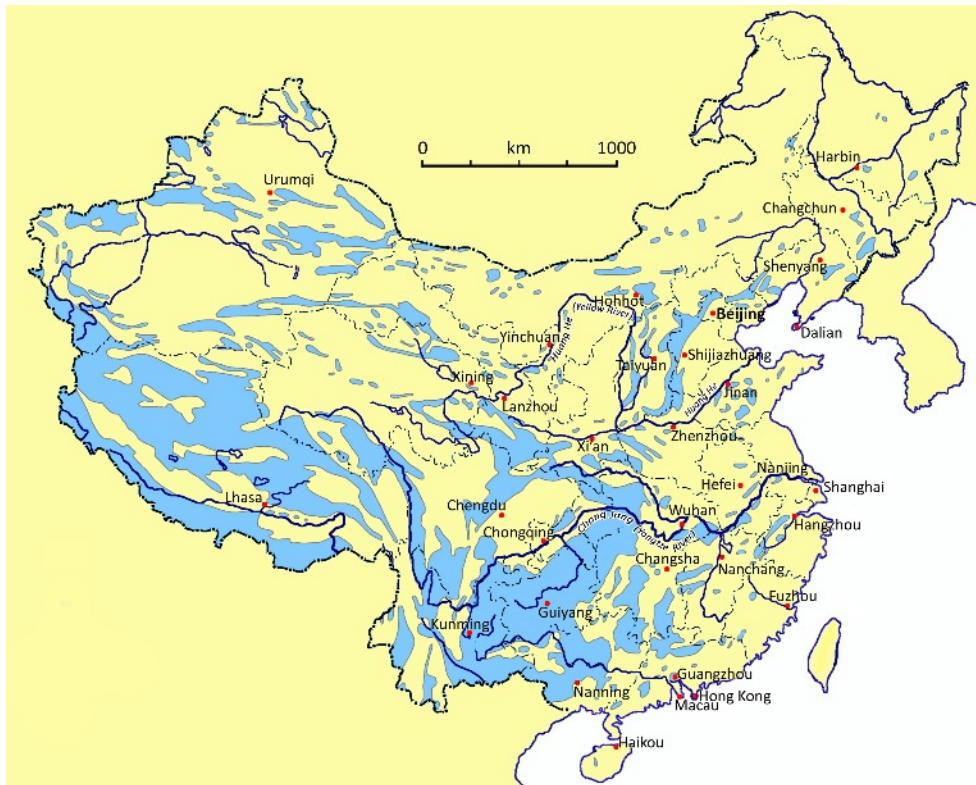 0 km 1000
Harbin
Urumqi
Changchun
Shenyang
Hohhot
(Yellow River)
Beijing
Dalian
Yinchuan
Huang He
Taiyuan
Shijiazhuang
Xining
Jinan
Lanzhou
Huang He
Zhenzhou
Xi'an
Nanjing
Hefei
Shanghai
Lhasa
Chengdu
Wuhan
Hangzhou
Chongqing
Chang Jiang (Yangtze River)
Changsha
Nanchang
Guiyang
Fuzhou
Kunming
Guangzhou
Nanning
Hong Kong
Macau
Haikou